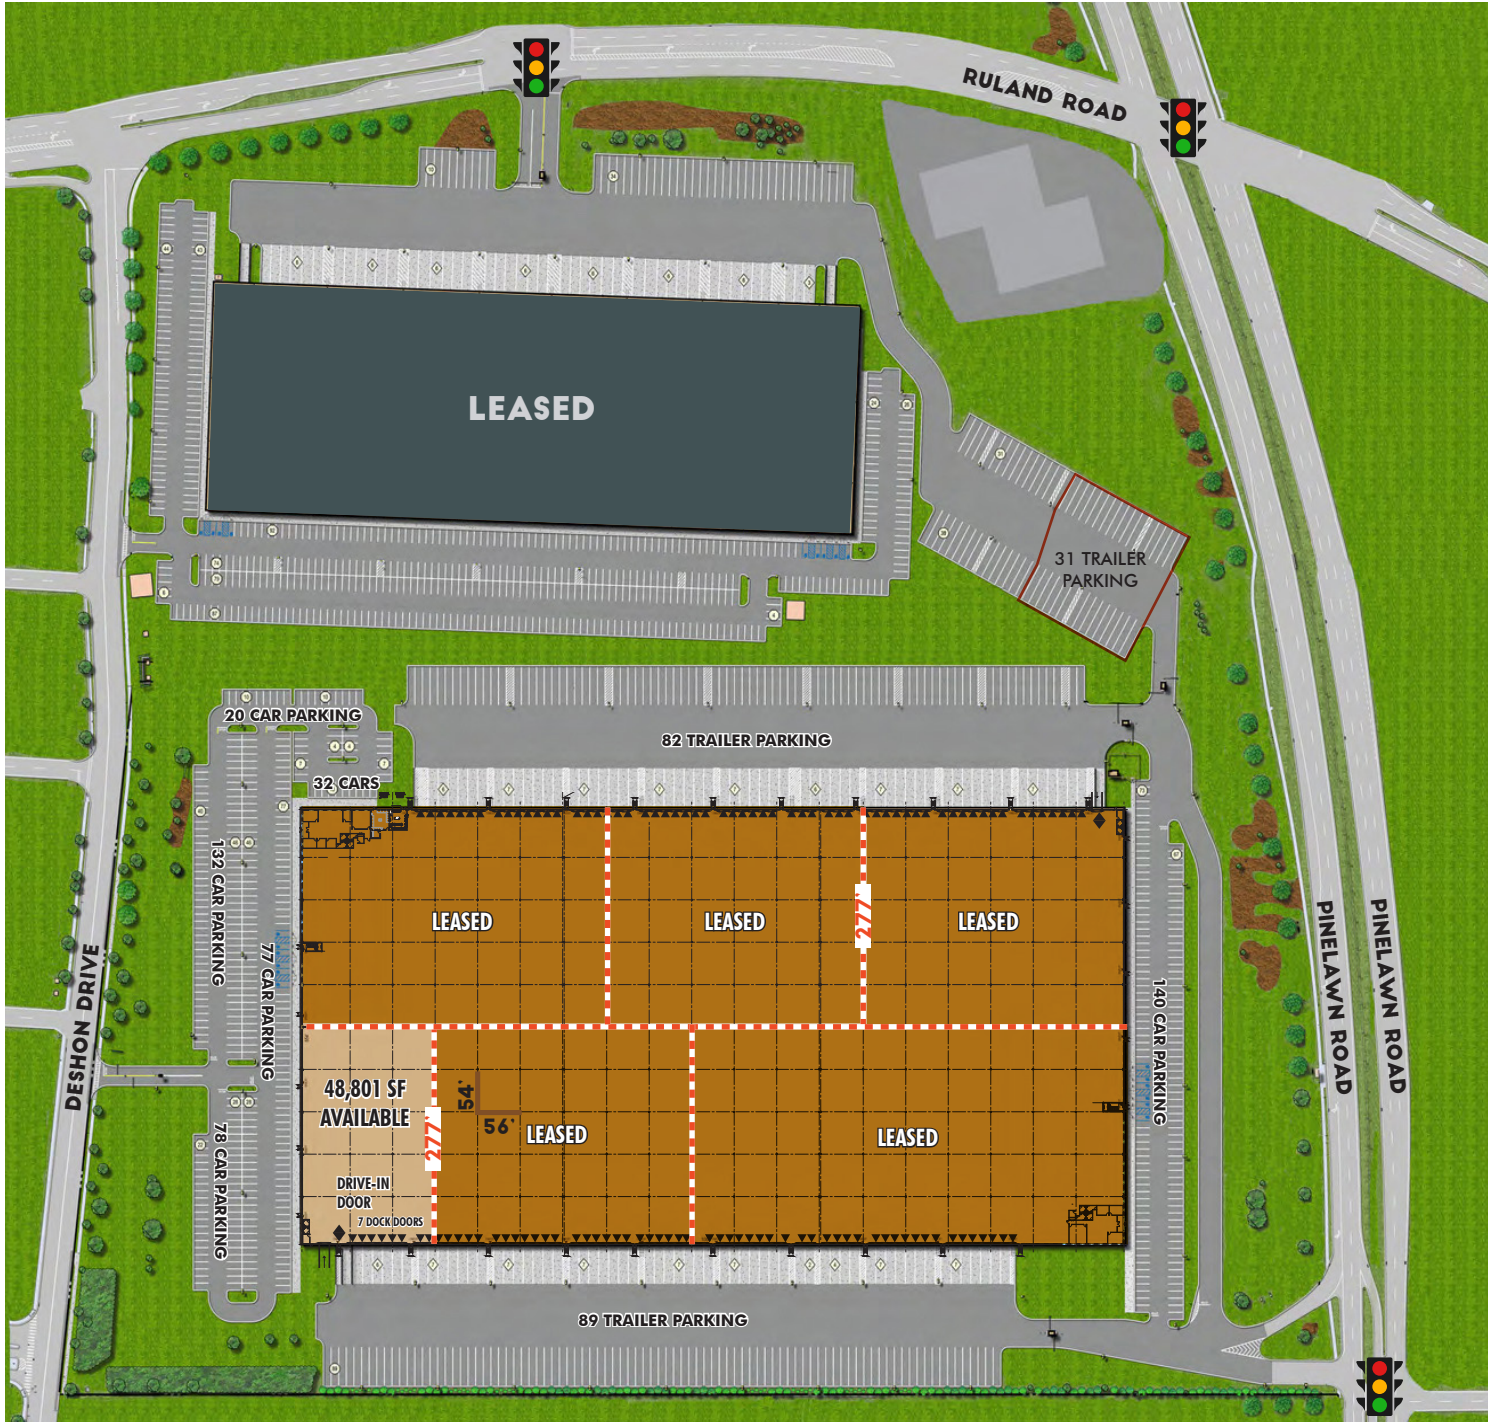 RULAND ROAD
LEASED
31 TRAILER
PARKING
20 CAR PARKING
82 TRAILER PARKING
32 CARS
132 CAR PARKING
77 CAR PARKING
LEASED
LEASED
277'
LEASED
DESHON DRIVE
PINELAWN ROAD
PINELAWN ROAD
140 CAR PARKING
48,801 SF
AVAILABLE
54'
56'
277'
LEASED
LEASED
78 CAR PARKING
DRIVE-IN
DOOR
7 DOCK DOORS
89 TRAILER PARKING